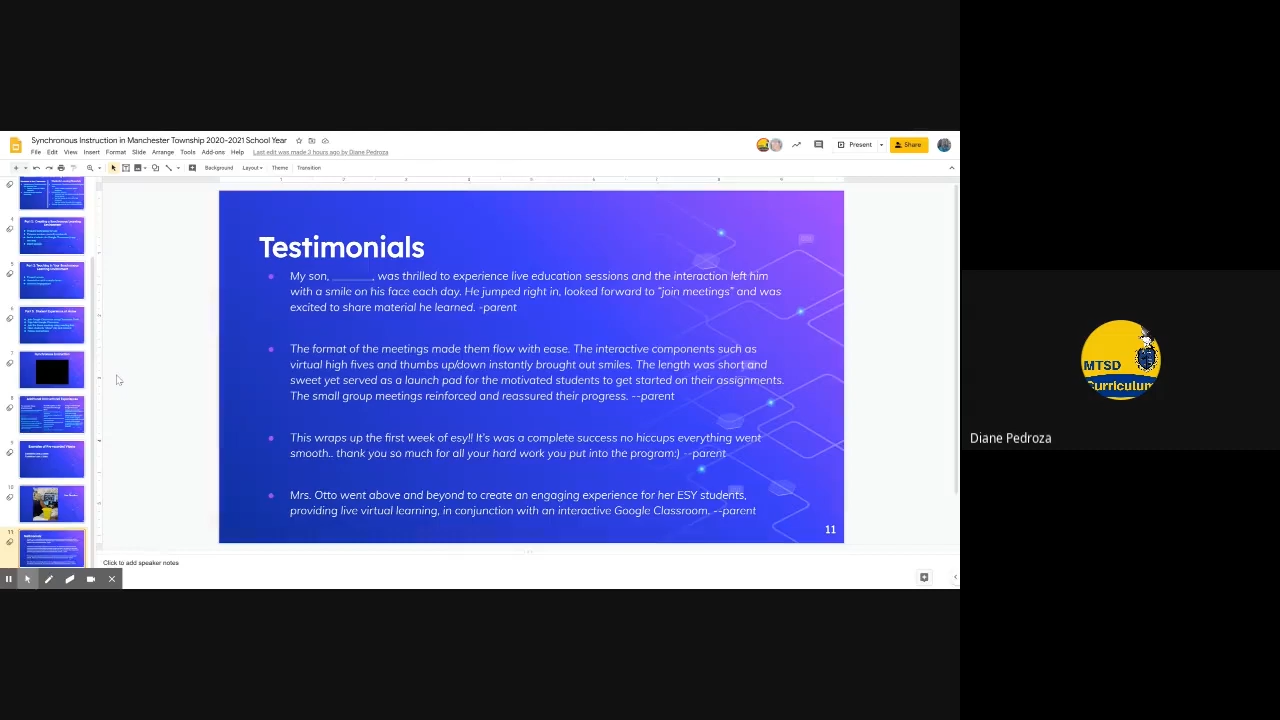 Synchronous Instruction in Manchester Township 2020-2021 School Year
File Edit View Insert Format Slide Arrange Tools Add-ons Help Last edit was made 3 hours ago by Diane Pedroza
Present
Share
Background Layout Theme Transition
Testimonials
My son, ______, was thrilled to experience live education sessions and the interaction left him
with a smile on his face each day. He jumped right in, looked forward to "join meetings" and was
excited to share material he learned. -parent
The format of the meetings made them flow with ease. The interactive components such as
virtual high fives and thumbs up/down instantly brought out smiles. The length was short and
sweet yet served as a launch pad for the motivated students to get started on their assignments.
The small group meetings reinforced and reassured their progress. --parent
This wraps up the first week of esy!! It's was a complete success no hiccups everything went
smooth.. thank you so much for all your hard work you put into the program:) --parent
Mrs. Otto went above and beyond to create an engaging experience for her ESY students,
providing live virtual learning, in conjunction with an interactive Google Classroom. --parent
11
Click to add speaker notes
MTSD
Curriculum
Diane Pedroza